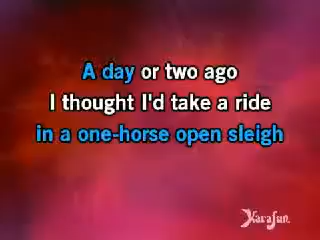 A day or two ago
I thought I'd take a ride
in a one-horse open sleigh
KaraFun